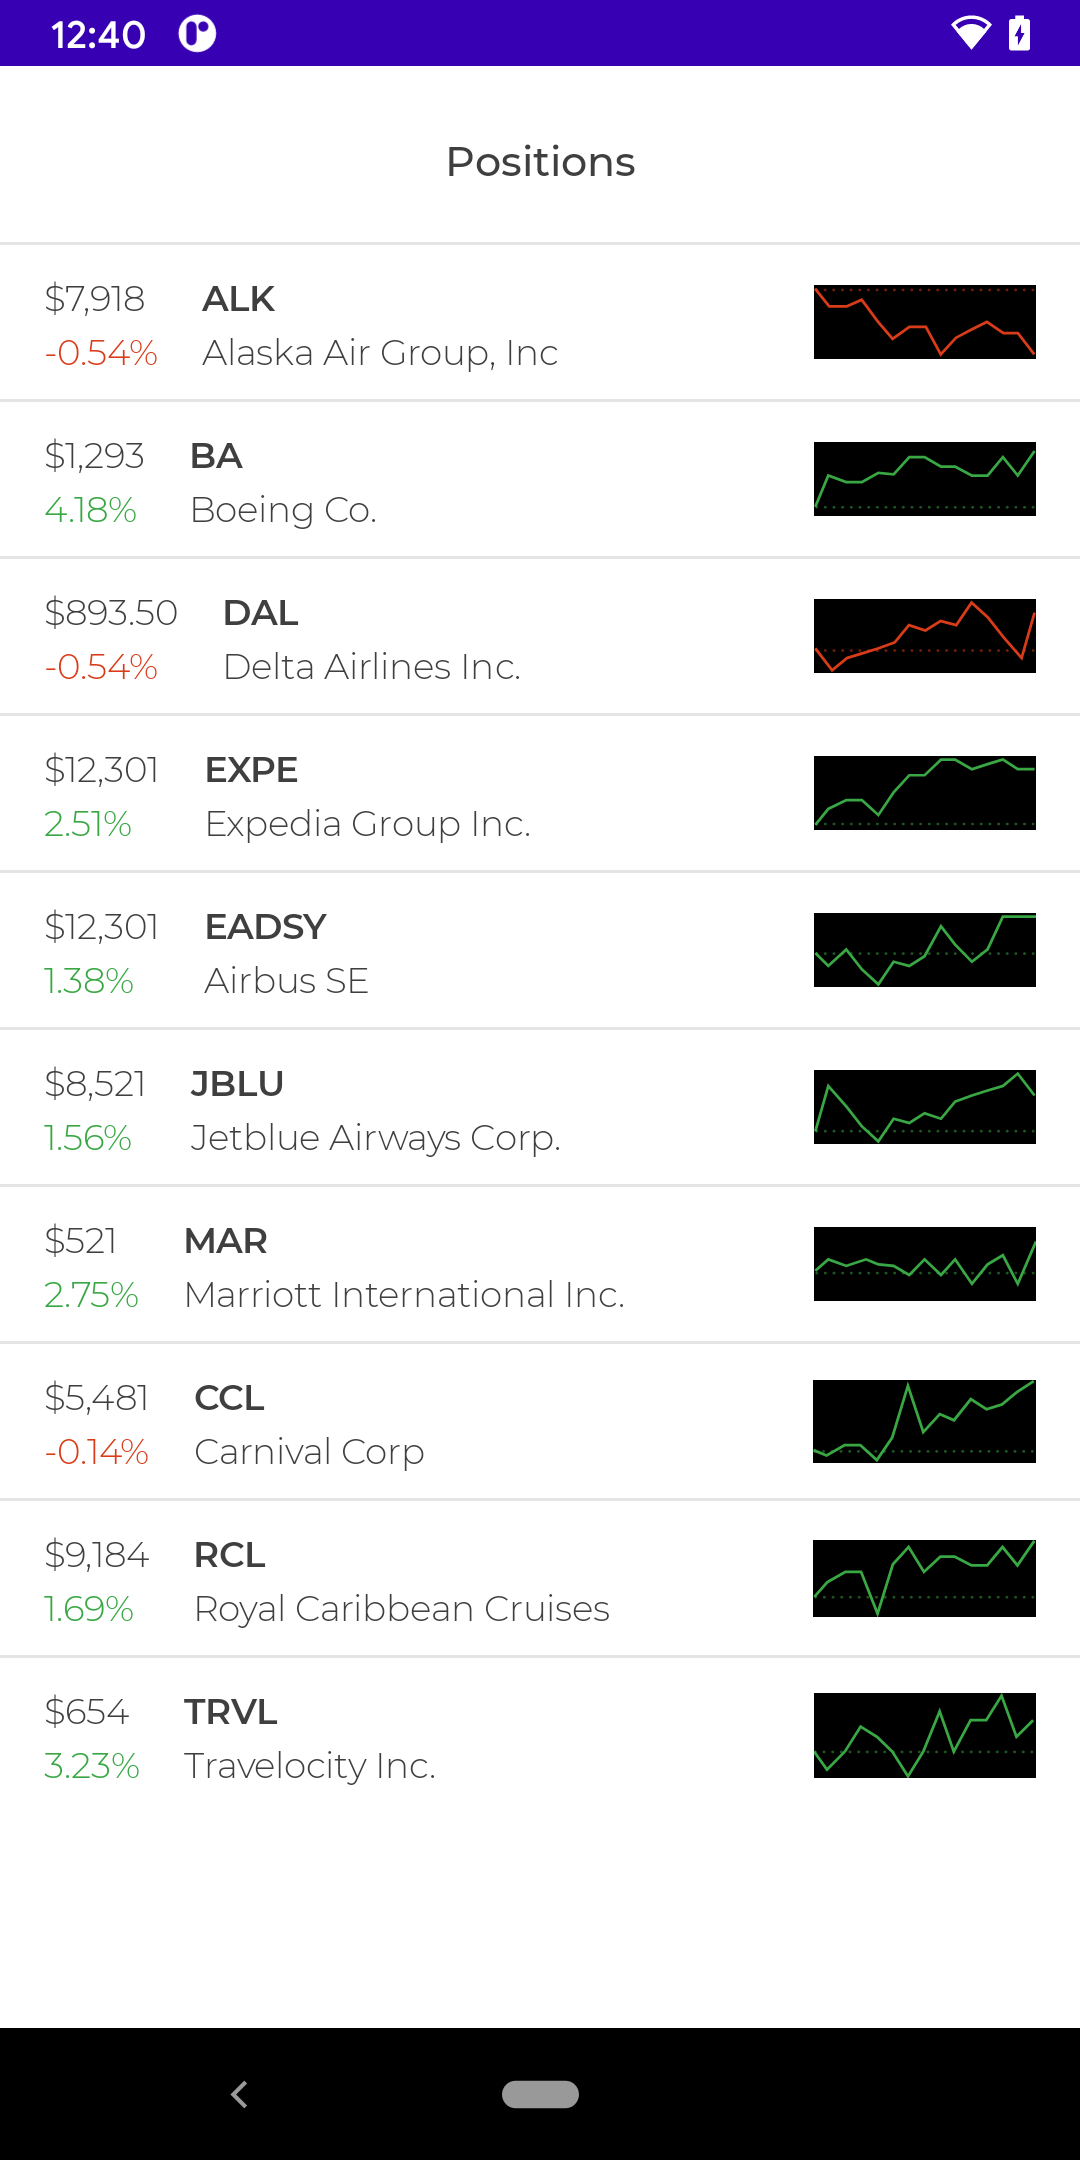 12:40
Positions
$7,918 ALK
-0.54% Alaska Air Group, Inc
$1,293 BA
4.18% Boeing Co.
$893.50 DAL
-0.54% Delta Airlines Inc.
$12,301 EXPE
2.51% Expedia Group Inc.
$12,301 EADSY
1.38% Airbus SE
$8,521 JBLU
1.56% Jetblue Airways Corp.
$521 MAR
2.75% Marriott International Inc.
$5,481 CCL
-0.14% Carnival Corp
$9,184 RCL
1.69% Royal Caribbean Cruises
$654 TRVL
3.23% Travelocity Inc.